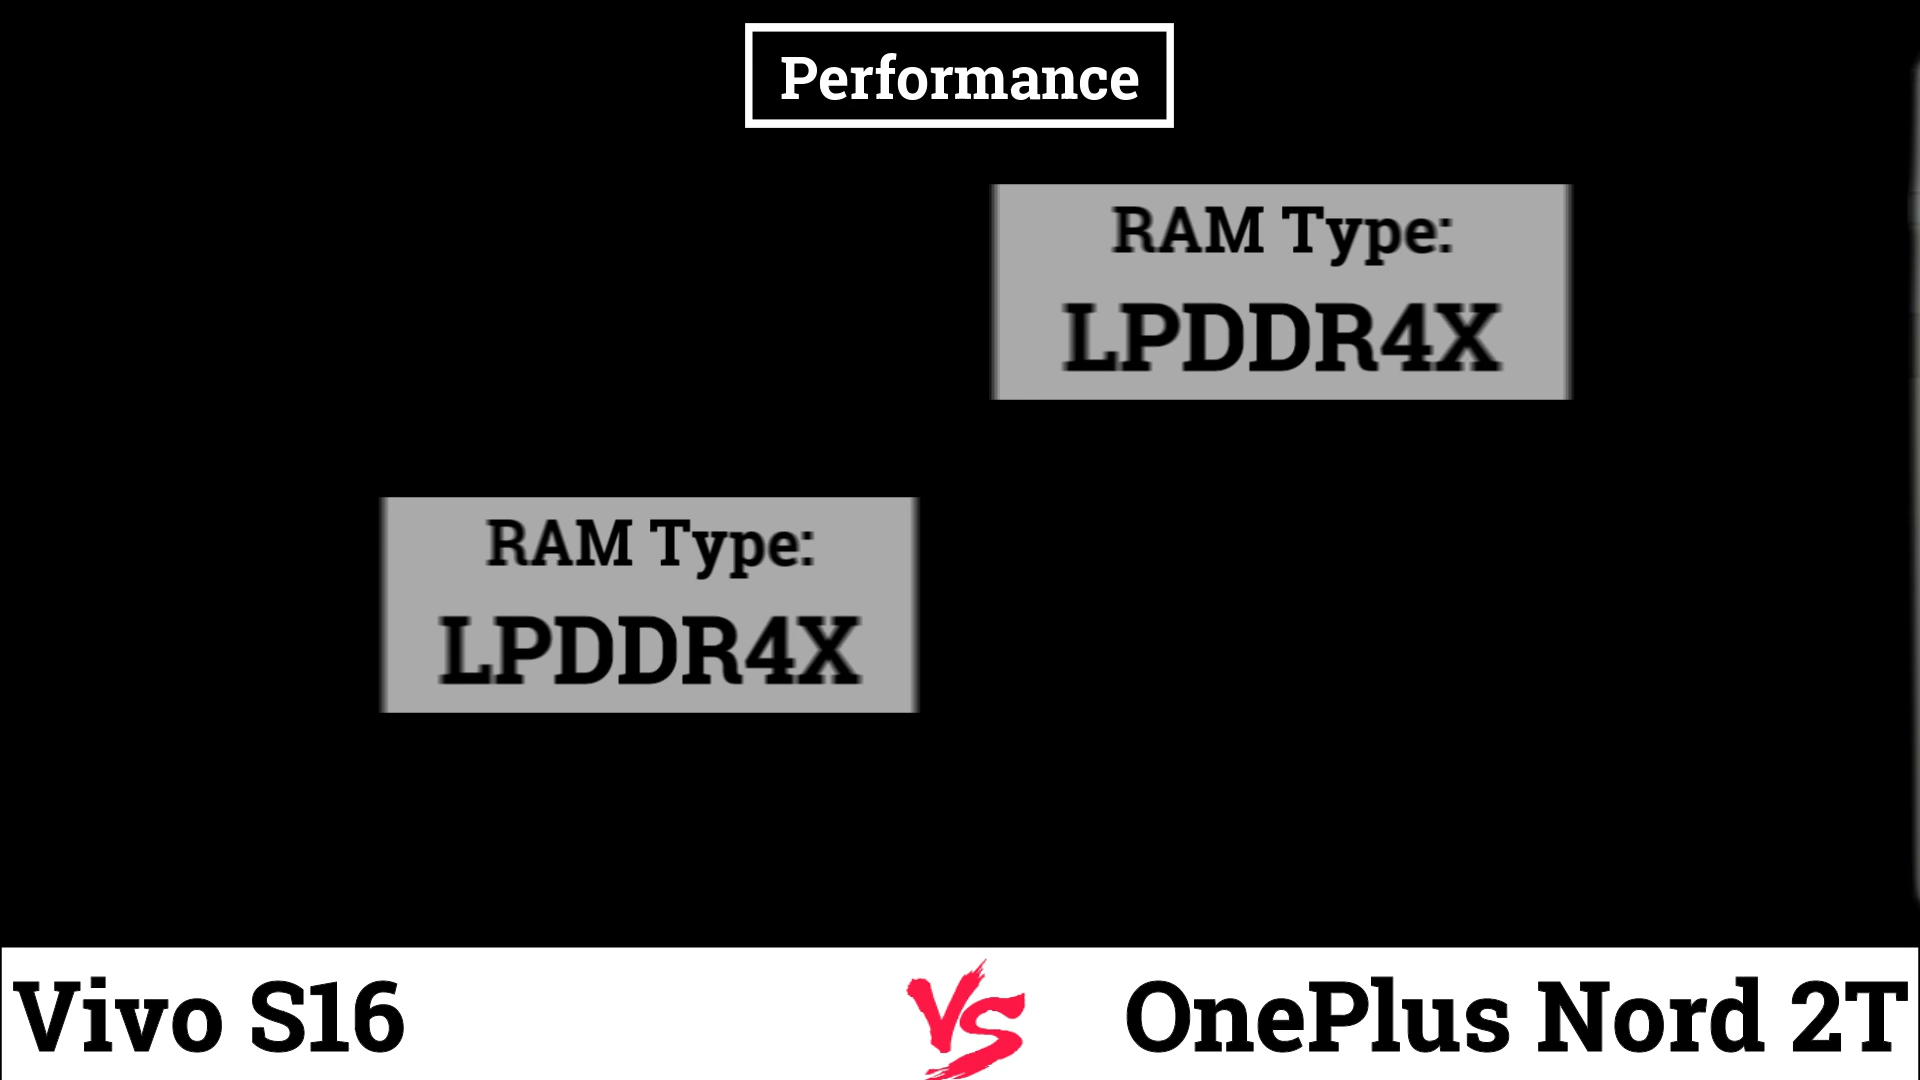 Performance
RAM Type:
LPDDR4X
RAM Type:
LPDDR4X
Vivo S16 VS OnePlus Nord 2T